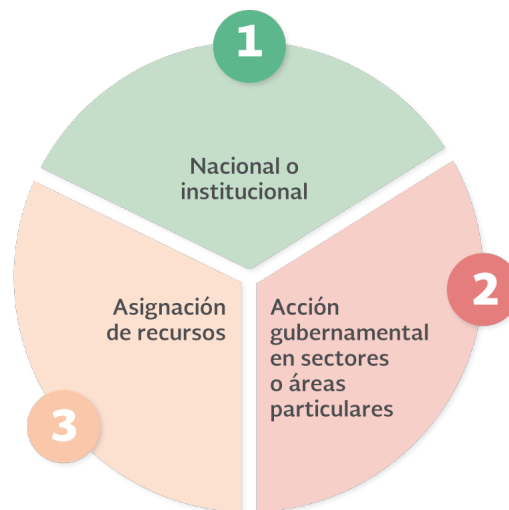 1
Nacional o
institucional
2
Acción
gubernamental
en sectores
o áreas
particulares
3
Asignación
de recursos